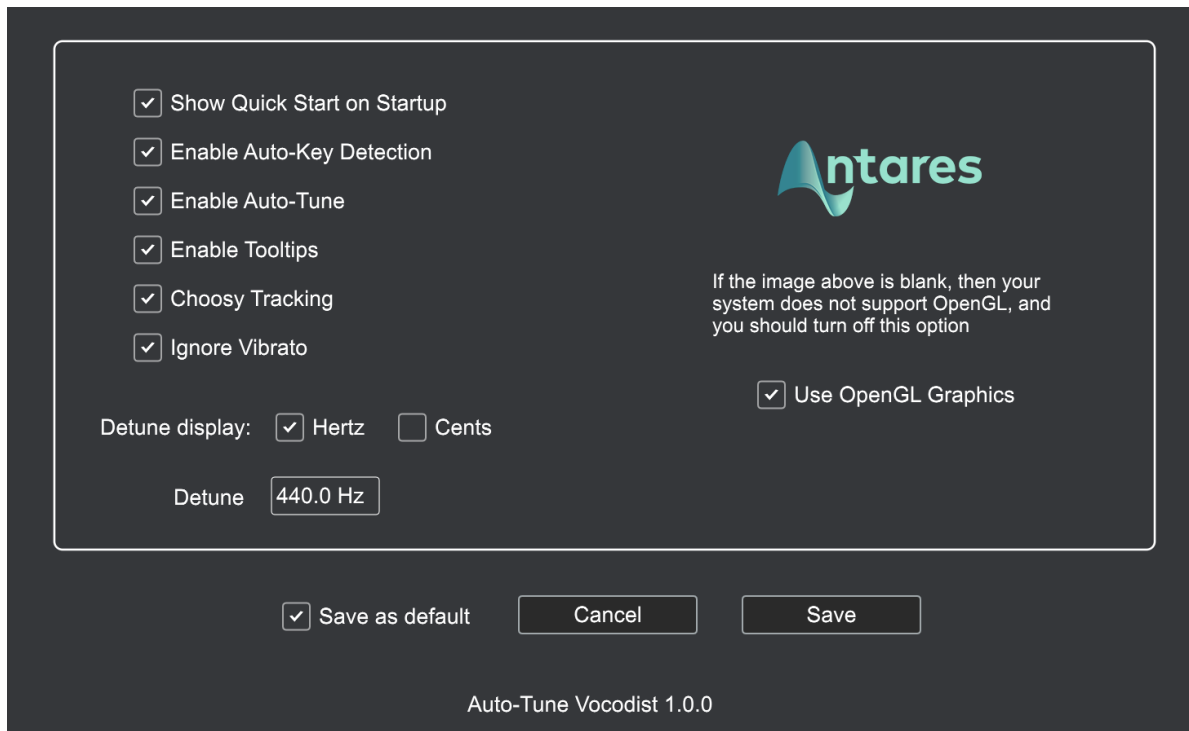 Show Quick Start on Startup
Enable Auto-Key Detection
Enable Auto-Tune
Enable Tooltips
Choosy Tracking
Ignore Vibrato
Detune display: Hertz Cents
Detune 440.0 Hz
Antares
If the image above is blank, then your
system does not support OpenGL, and
you should turn off this option
Use OpenGL Graphics
Save as default Cancel Save
Auto-Tune Vocodist 1.0.0